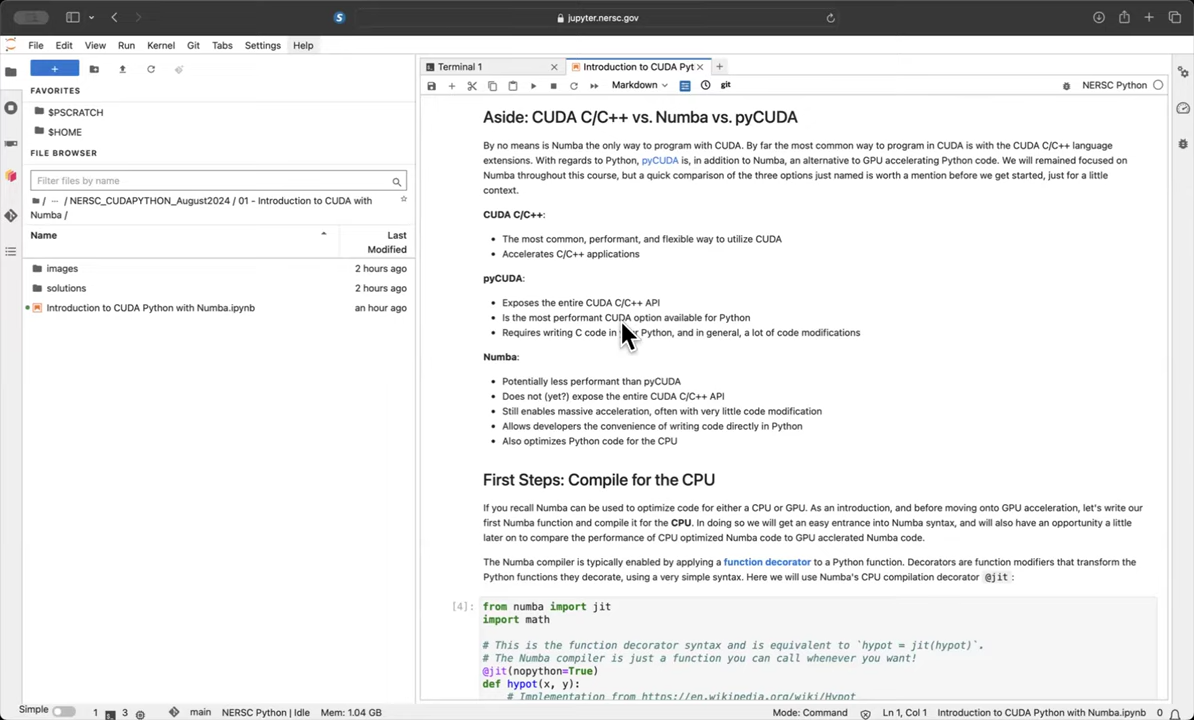 jupyter.nersc.gov
File Edit View Run Kernel Git Tabs Settings Help
FAVORITES
$PSCRATCH
$HOME
FILE BROWSER
Filter files by name
/ ··· / NERSC_CUDAPYTHON_August2024 / 01 - Introduction to CUDA with
Numba /
Name Last
Modified
images 2 hours ago
solutions 2 hours ago
Introduction to CUDA Python with Numba.ipynb an hour ago
Terminal 1
Introduction to CUDA Pyt
Markdown
git
NERSC Python
Aside: CUDA C/C++ vs. Numba vs. pyCUDA
By no means is Numba the only way to program with CUDA. By far the most common way to program in CUDA is with the CUDA C/C++ language
extensions. With regards to Python, pyCUDA is, in addition to Numba, an alternative to GPU accelerating Python code. We will remained focused on
Numba throughout this course, but a quick comparison of the three options just named is worth a mention before we get started, just for a little
context.
CUDA C/C++:
• The most common, performant, and flexible way to utilize CUDA
• Accelerates C/C++ applications
pyCUDA:
• Exposes the entire CUDA C/C++ API
• Is the most performant CUDA option available for Python
• Requires writing C code in Python, and in general, a lot of code modifications
Numba:
• Potentially less performant than pyCUDA
• Does not (yet?) expose the entire CUDA C/C++ API
• Still enables massive acceleration, often with very little code modification
• Allows developers the convenience of writing code directly in Python
• Also optimizes Python code for the CPU
First Steps: Compile for the CPU
If you recall Numba can be used to optimize code for either a CPU or GPU. As an introduction, and before moving onto GPU acceleration, let's write our
first Numba function and compile it for the CPU. In doing so we will get an easy entrance into Numba syntax, and will also have an opportunity a little
later on to compare the performance of CPU optimized Numba code to GPU acclerated Numba code.
The Numba compiler is typically enabled by applying a function decorator to a Python function. Decorators are function modifiers that transform the
Python functions they decorate, using a very simple syntax. Here we will use Numba's CPU compilation decorator @jit :
[4]: from numba import jit
import math
# This is the function decorator syntax and is equivalent to `hypot = jit(hypot)`.
# The Numba compiler is just a function you can call whenever you want!
@jit(nopython=True)
def hypot(x, y):
# Implementation from https://en.wikipedia.org/wiki/Hypot
Simple 1 3 main NERSC Python | Idle Mem: 1.04 GB Mode: Command Ln 1, Col 1 Introduction to CUDA Python with Numba.ipynb 0